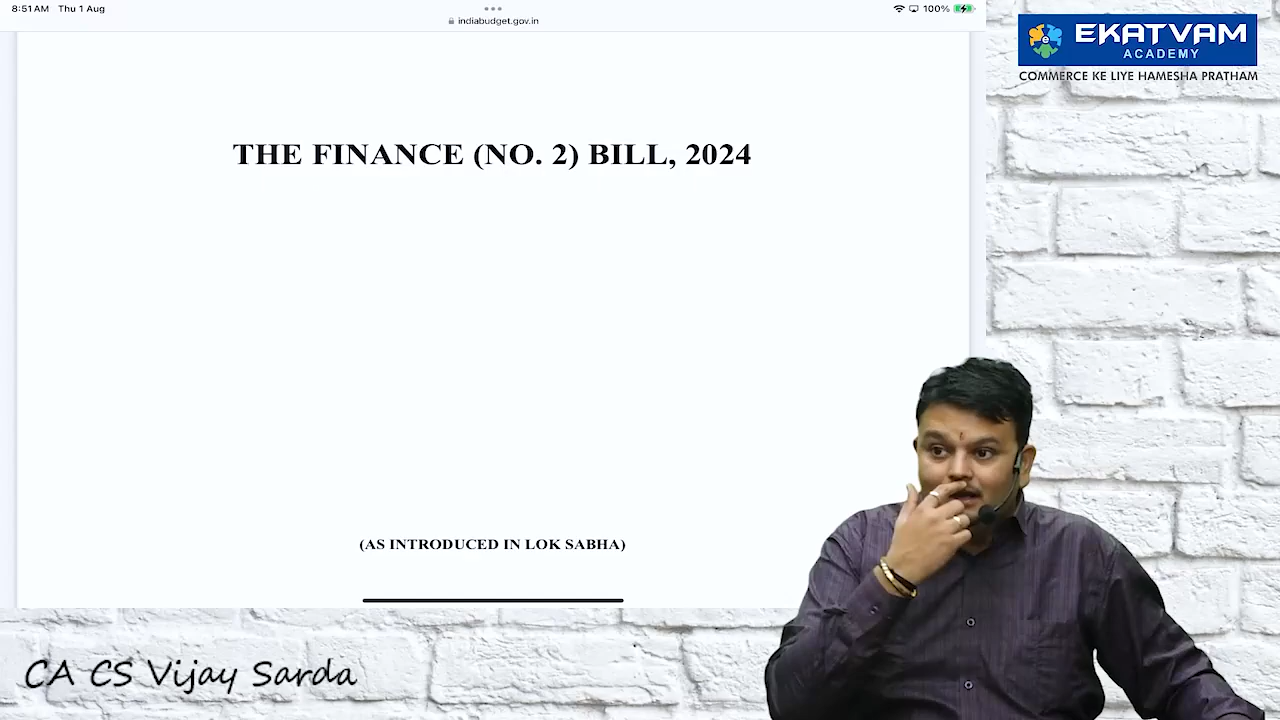 8:51 AM Thu 1 Aug
100%
indiabudget.gov.in
EKATVAM
ACADEMY
COMMERCE KE LIYE HAMESHA PRATHAM
THE FINANCE (NO. 2) BILL, 2024
(AS INTRODUCED IN LOK SABHA)
CA CS Vijay Sarda